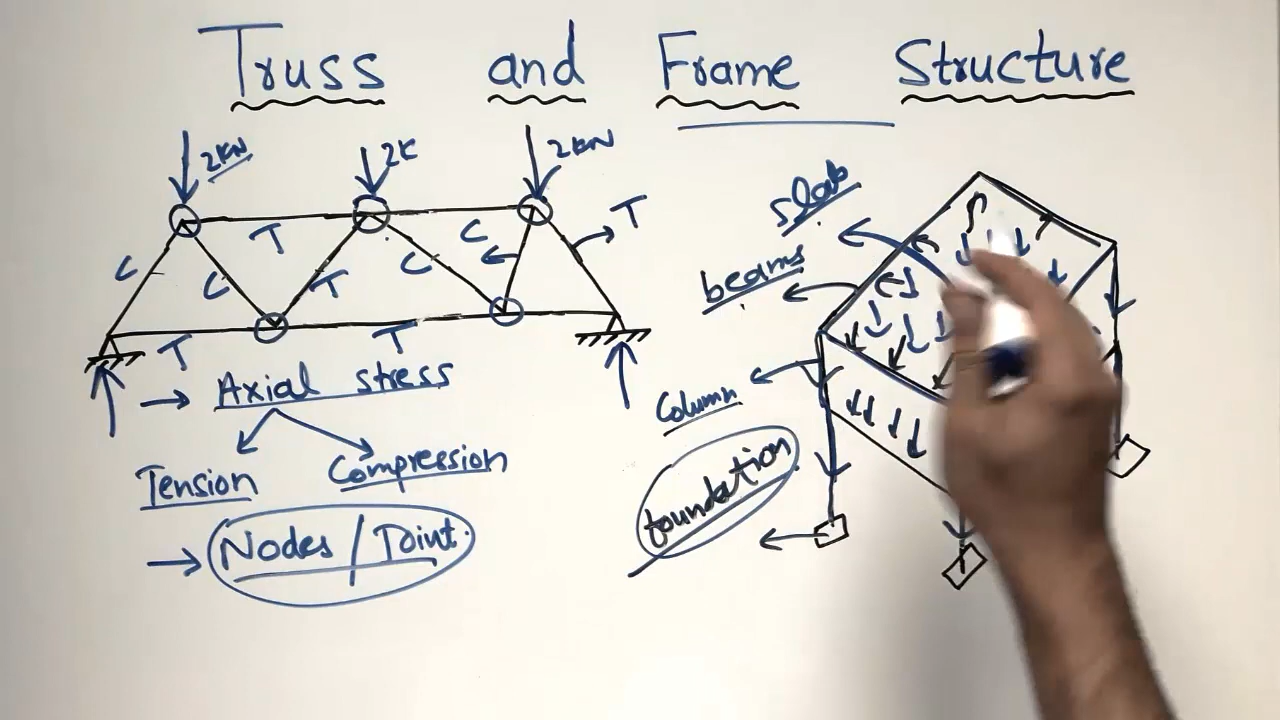 Truss and Frame Structure
2KN
2K
2KN
T
C
T
C
C
T
C
T
T
slab
beams
Axial stress
Column
Tension
Compression
foundation
Nodes / Joint.